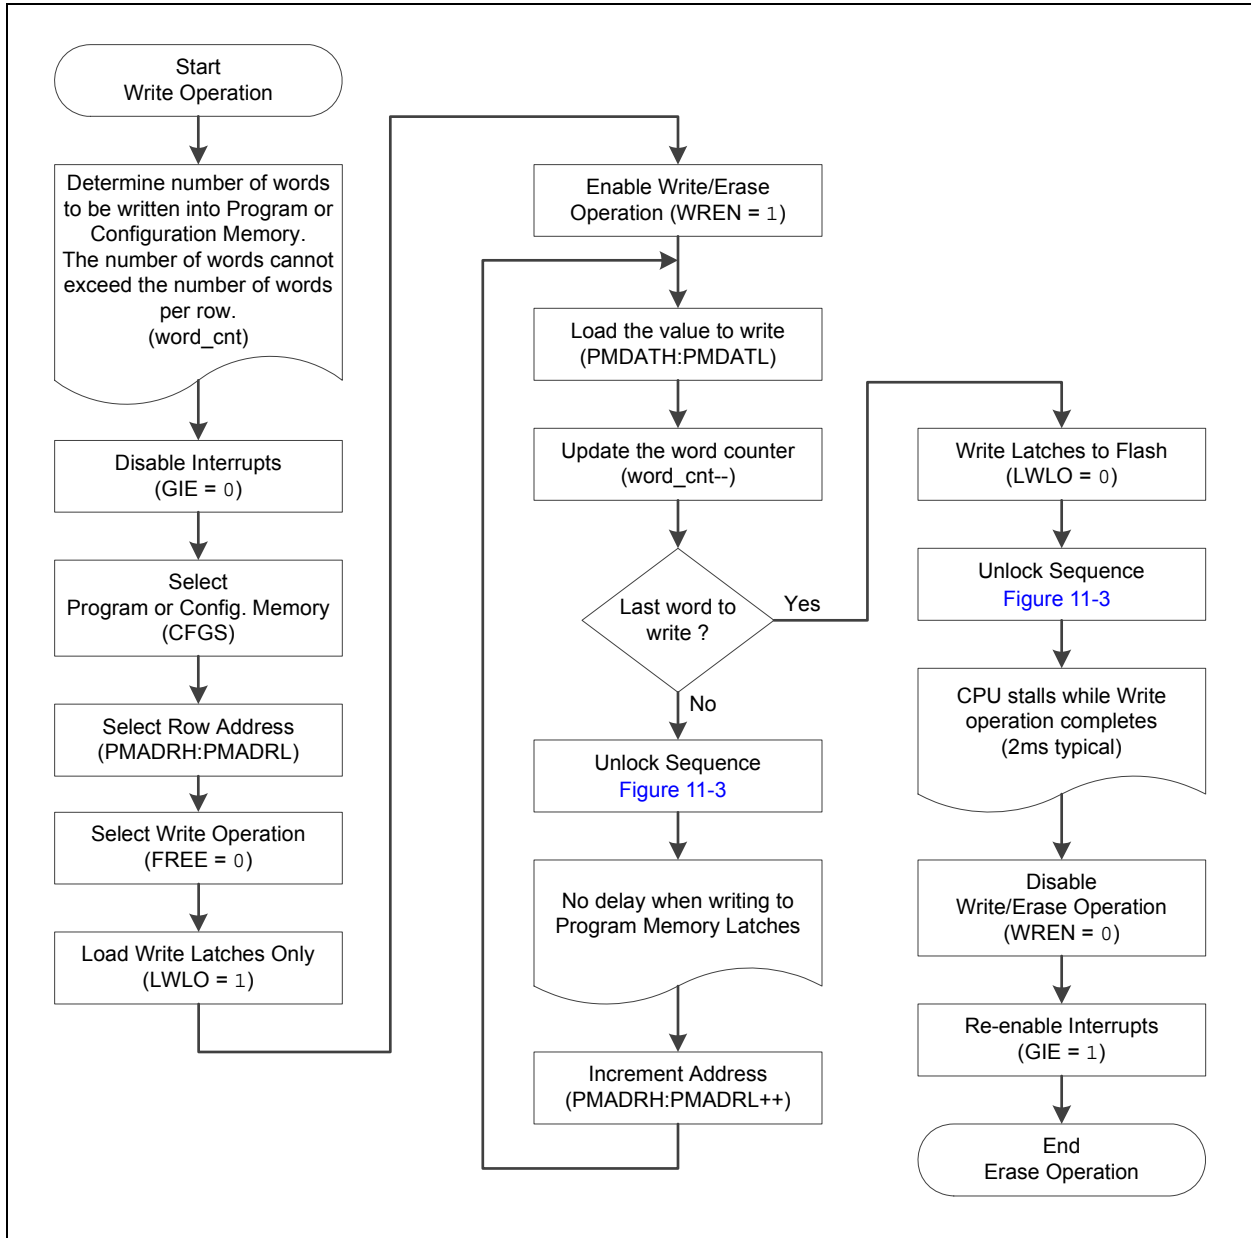 Start
Write Operation
Determine number of words
to be written into Program or
Configuration Memory.
The number of words cannot
exceed the number of words
per row.
(word_cnt)
Disable Interrupts
(GIE = 0)
Select
Program or Config. Memory
(CFGS)
Select Row Address
(PMADRH:PMADRL)
Select Write Operation
(FREE = 0)
Load Write Latches Only
(LWLO = 1)
Enable Write/Erase
Operation (WREN = 1)
Load the value to write
(PMDATH:PMDATL)
Update the word counter
(word_cnt--)
Last word to
write ?
Yes
No
Unlock Sequence
Figure 11-3
No delay when writing to
Program Memory Latches
Increment Address
(PMADRH:PMADRL++)
Write Latches to Flash
(LWLO = 0)
Unlock Sequence
Figure 11-3
CPU stalls while Write
operation completes
(2ms typical)
Disable
Write/Erase Operation
(WREN = 0)
Re-enable Interrupts
(GIE = 1)
End
Erase Operation